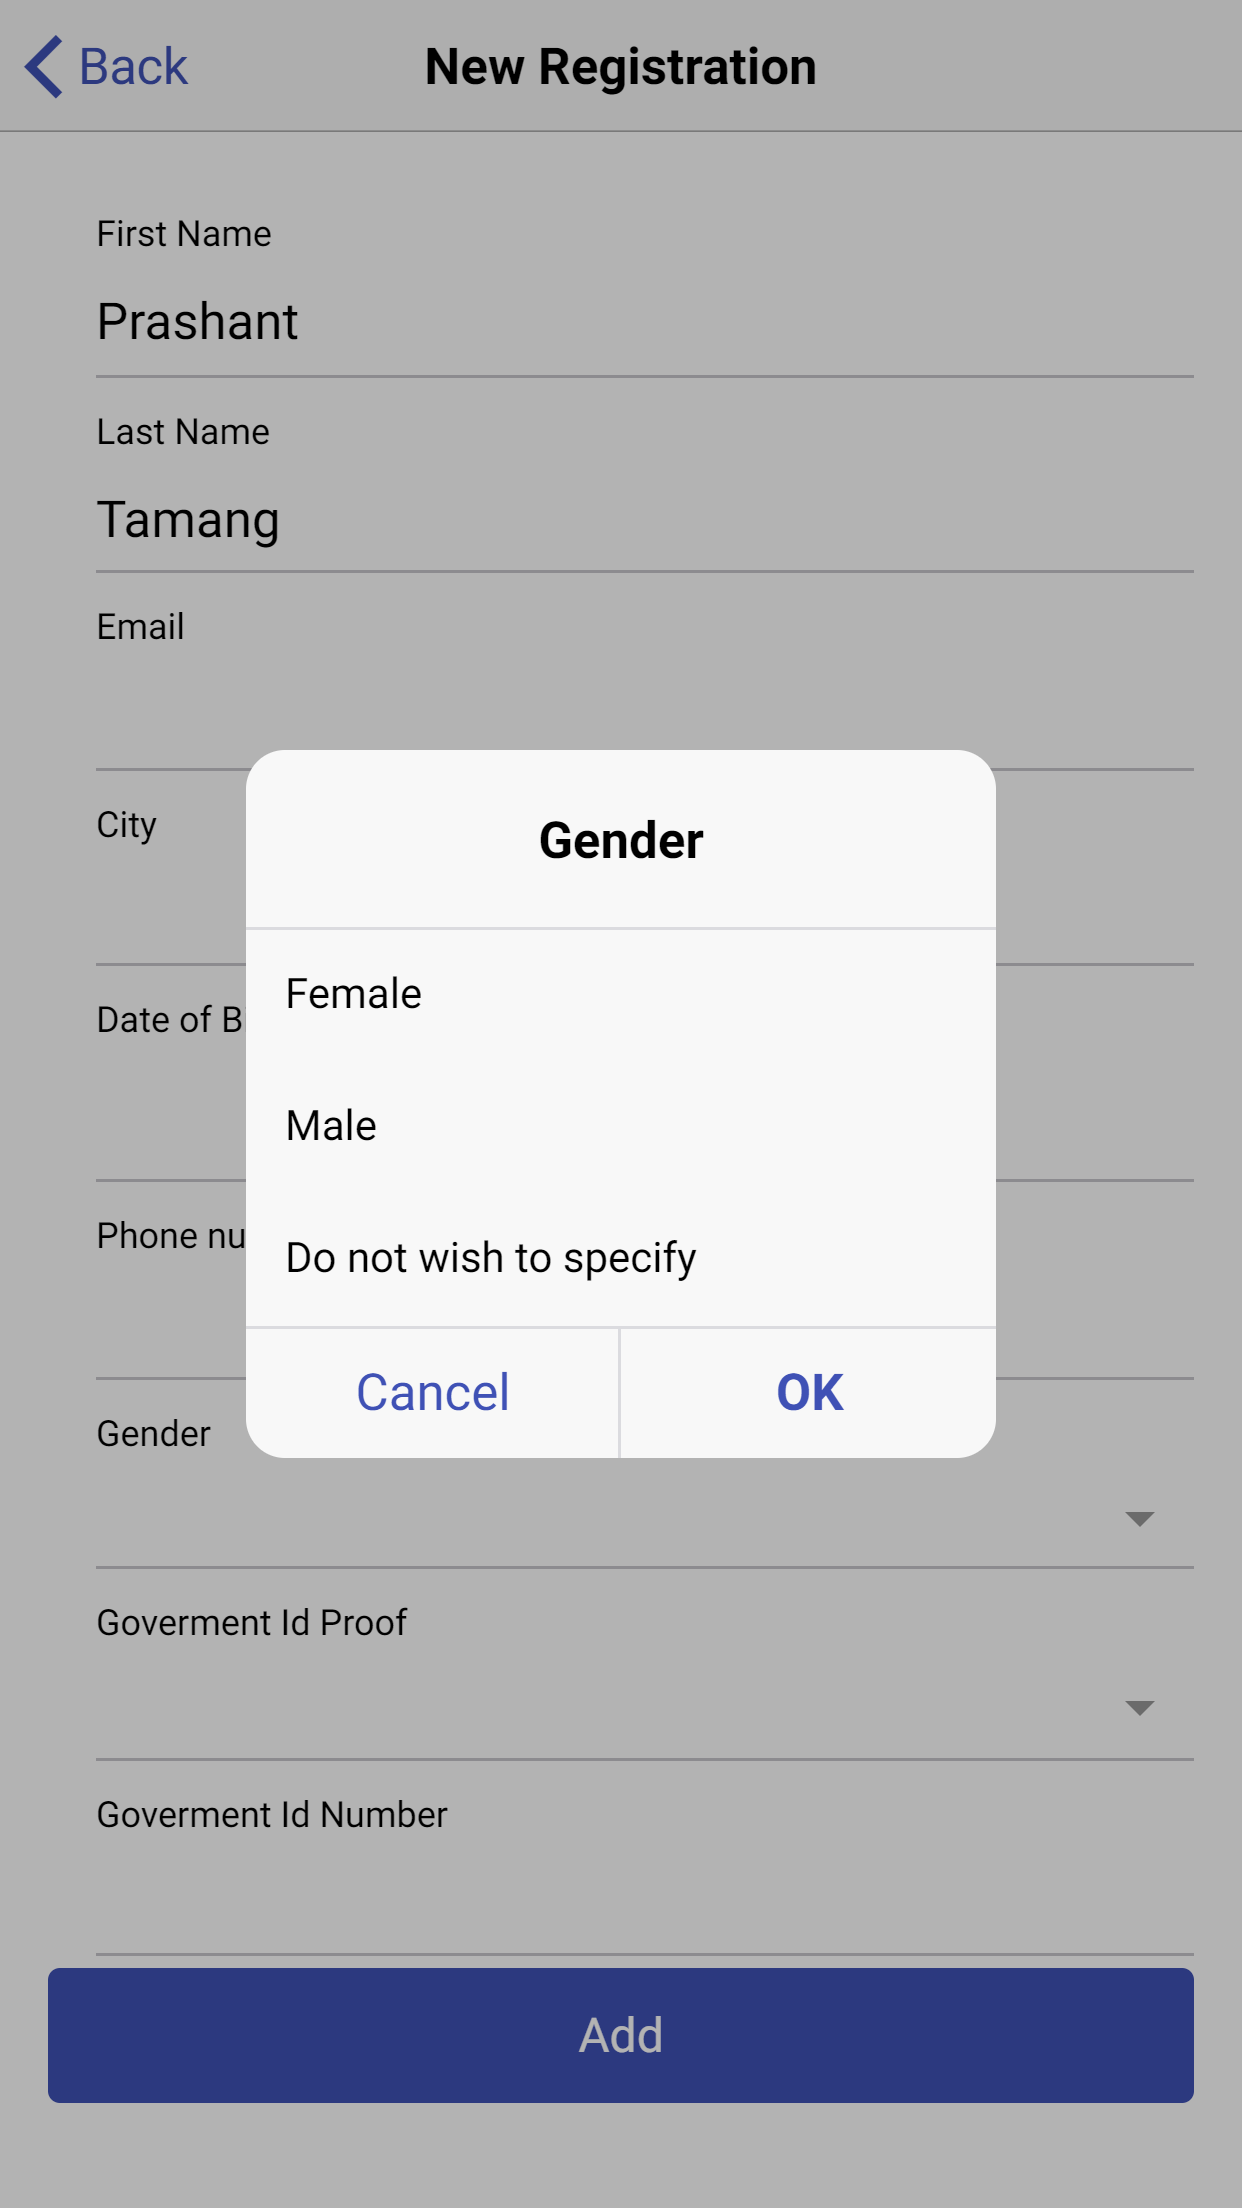 Back
New Registration
First Name
Prashant
Last Name
Tamang
Email
City
Date of
Phone
Gender
Female
Male
Do not wish to specify
Cancel
OK
Gender
Goverment Id Proof
Goverment Id Number
Add